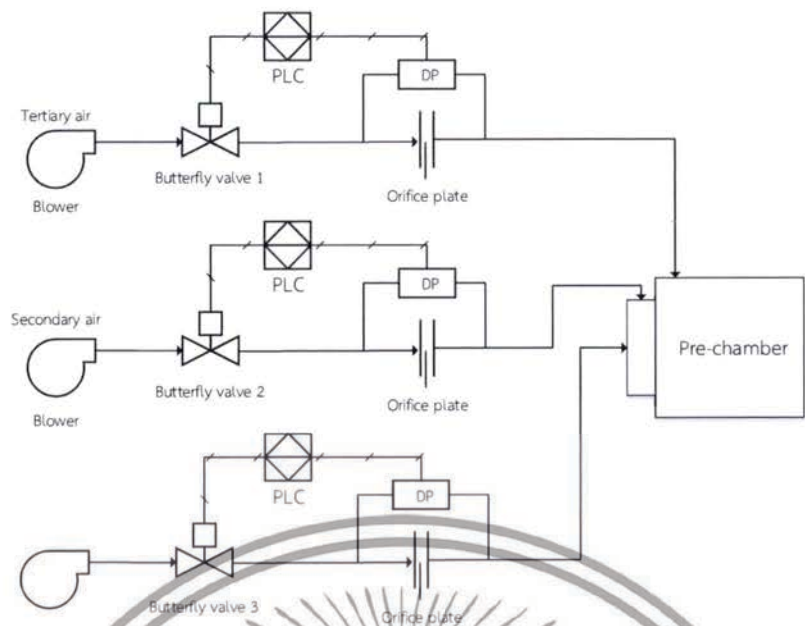 PLC
DP
Tertiary air
Butterfly valve 1
Orifice plate
Blower
PLC
DP
Secondary air
Pre-chamber
Butterfly valve 2
Orifice plate
Blower
PLC
DP
Butterfly valve 3
Orifice plate